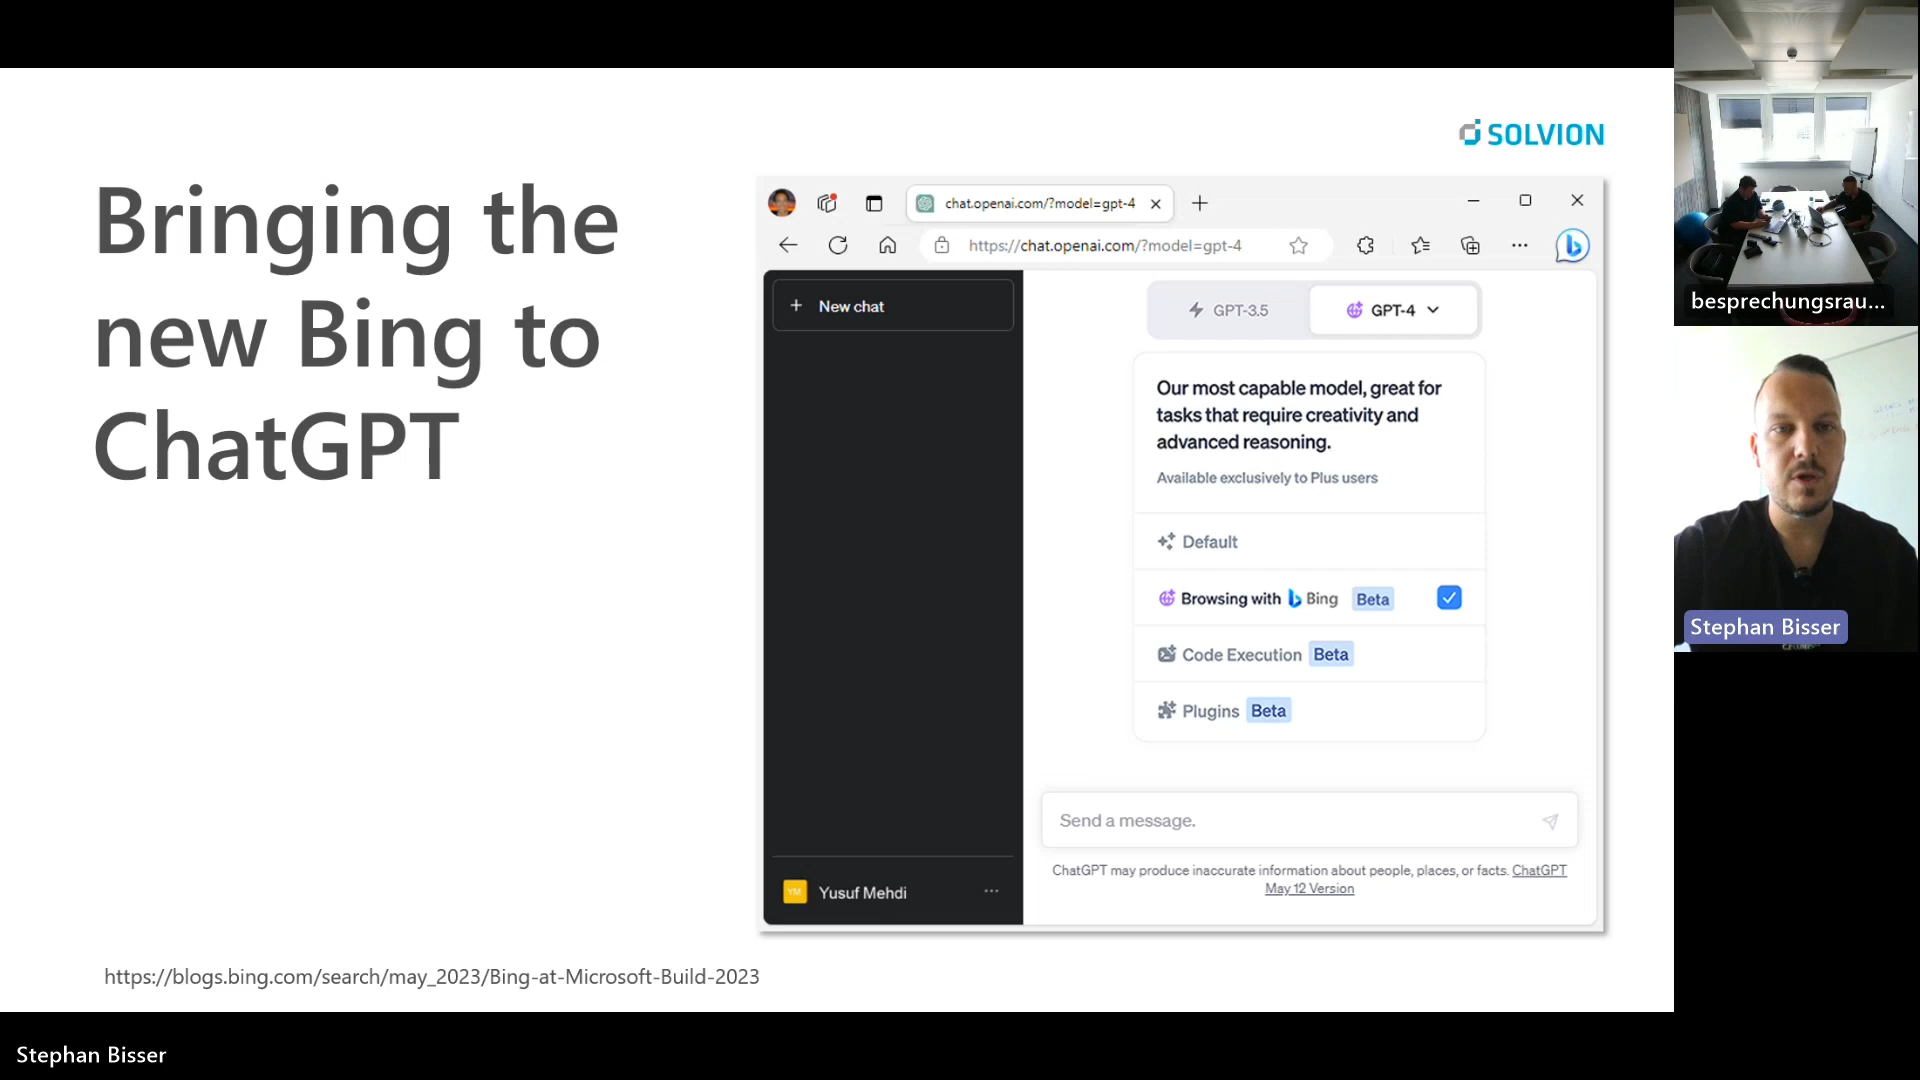 SOLVION
Bringing the
new Bing to
ChatGPT
chat.openai.com/?model=gpt-4
https://chat.openai.com/?model=gpt-4
New chat
GPT-3.5
GPT-4
Our most capable model, great for
tasks that require creativity and
advanced reasoning.
Available exclusively to Plus users
Default
Browsing with Bing Beta
Code Execution Beta
Plugins Beta
Send a message.
ChatGPT may produce inaccurate information about people, places, or facts. ChatGPT
May 12 Version
YM
Yusuf Mehdi
https://blogs.bing.com/search/may_2023/Bing-at-Microsoft-Build-2023
besprechungsrau...
Stephan Bisser
Stephan Bisser